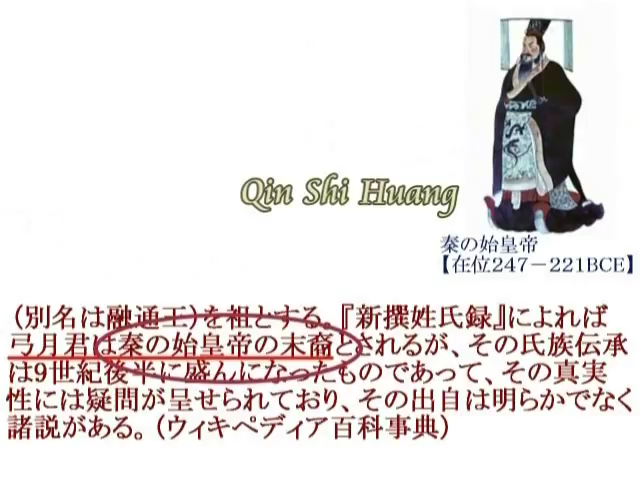 Qin Shi Huang
秦の始皇帝
【在位247－221BCE】
（別名は融通王）を祖とする。『新撰姓氏録』によれば
弓月君は秦の始皇帝の末裔とされるが、その氏族伝承
は9世紀後半に盛んになったものであって、その真実
性には疑問が呈せられており、その出自は明らかでなく
諸説がある。（ウィキペディア百科事典）